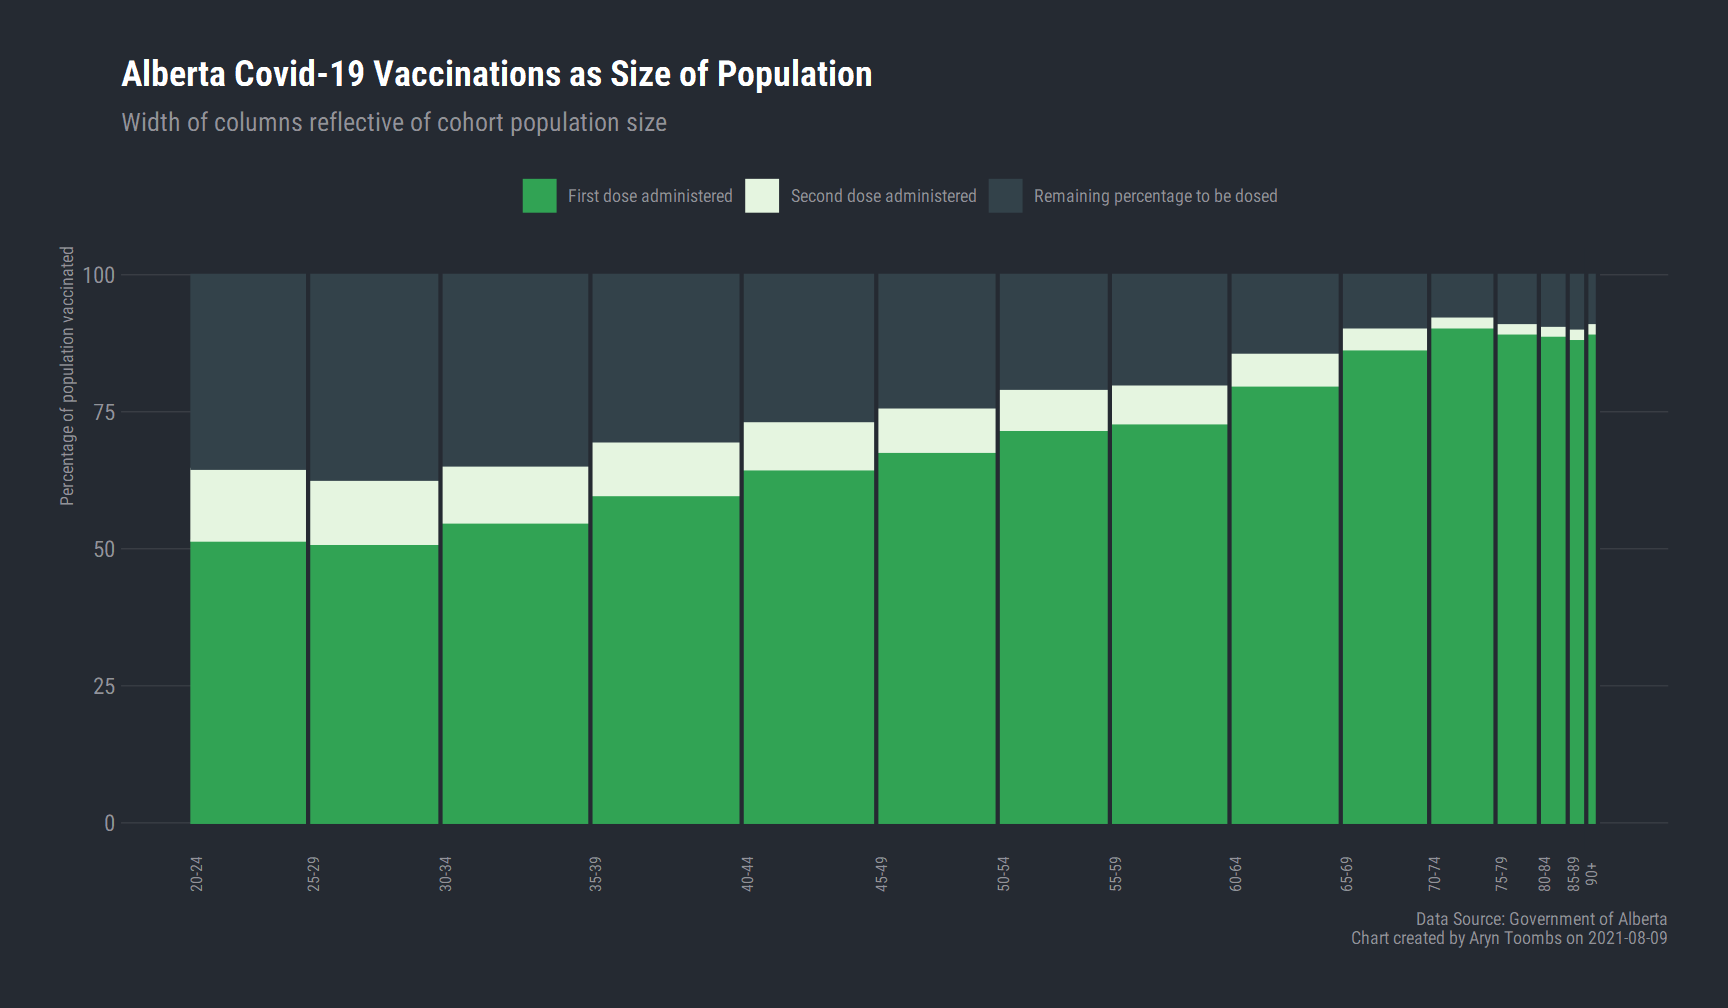 Alberta Covid-19 Vaccinations as Size of Population
Width of columns reflective of cohort population size
First dose administered
Second dose administered
Remaining percentage to be dosed
Percentage of population vaccinated
100
75
50
25
0
20-24
25-29
30-34
35-39
40-44
45-49
50-54
55-59
60-64
65-69
70-74
75-79
80-84
85-89
90+
Data Source: Government of Alberta
Chart created by Aryn Toombs on 2021-08-09